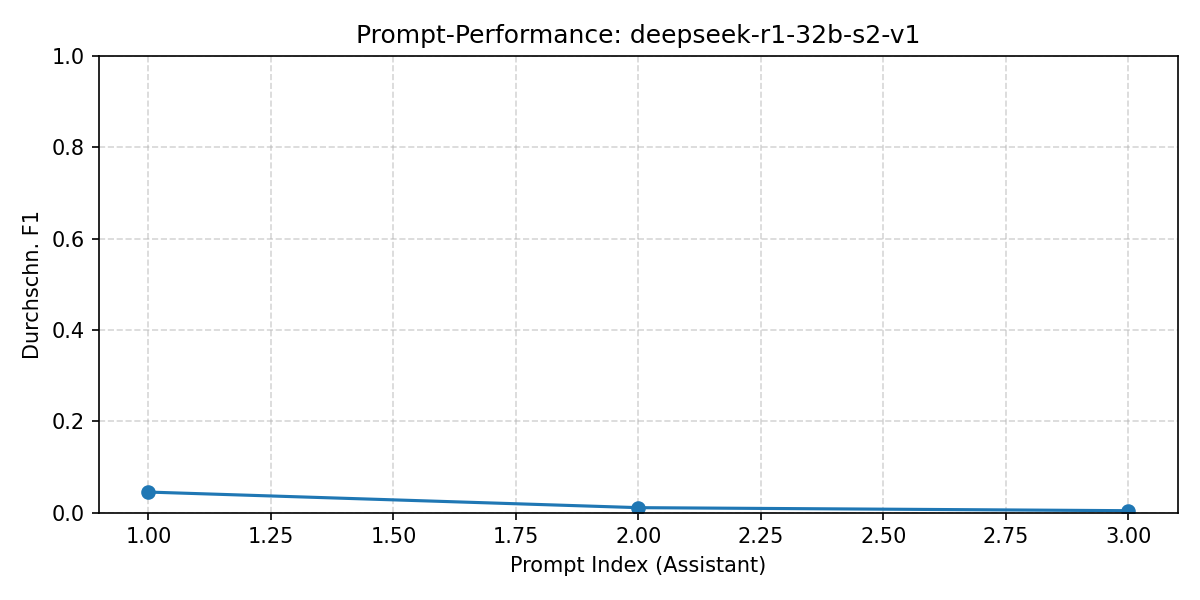 Prompt-Performance: deepseek-r1-32b-s2-v1
1.0
0.8
0.6
0.4
0.2
0.0
Durchschn. F1
1.00 1.25 1.50 1.75 2.00 2.25 2.50 2.75 3.00
Prompt Index (Assistant)